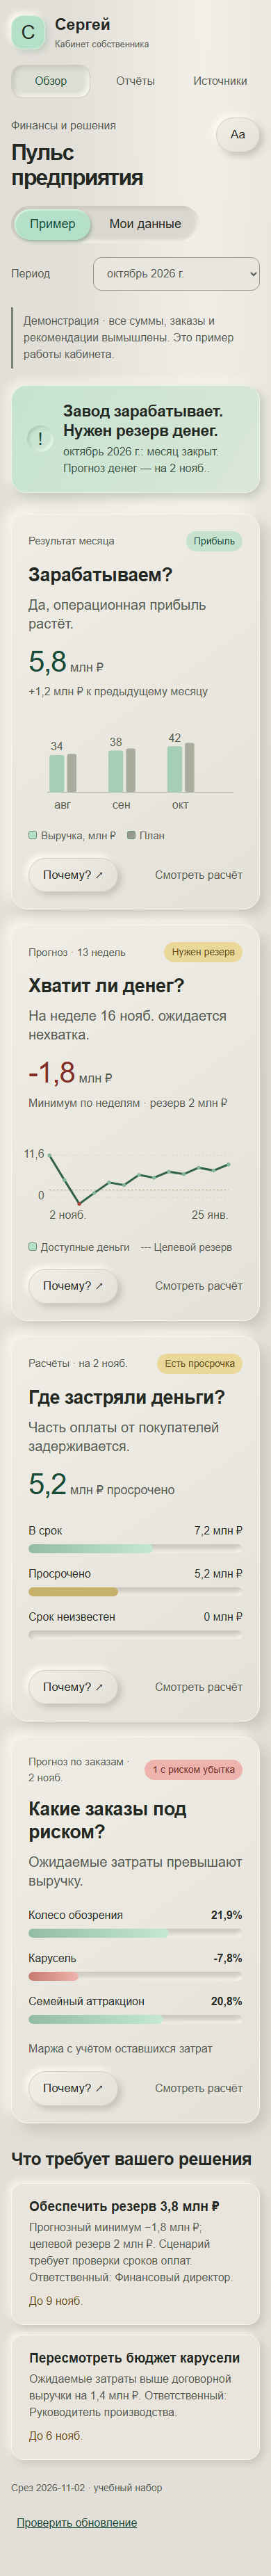 С
Сергей
Кабинет собственника
Обзор
Отчёты
Источники
Финансы и решения
Аа
Пульс
предприятия
Пример
Мои данные
Период
октябрь 2026 г.
Демонстрация · все суммы, заказы и
рекомендации вымышлены. Это пример
работы кабинета.
!
Завод зарабатывает.
Нужен резерв денег.
октябрь 2026 г.: месяц закрыт.
Прогноз денег — на 2 нояб..
Результат месяца
Прибыль
Зарабатываем?
Да, операционная прибыль
растёт.
5,8 млн ₽
+1,2 млн ₽ к предыдущему месяцу
34
38
42
авг
сен
окт
Выручка, млн ₽
План
Почему? ↗
Смотреть расчёт
Прогноз · 13 недель
Нужен резерв
Хватит ли денег?
На неделе 16 нояб. ожидается
нехватка.
-1,8 млн ₽
Минимум по неделям · резерв 2 млн ₽
11,6
0
2 нояб.
25 янв.
Доступные деньги
--- Целевой резерв
Почему? ↗
Смотреть расчёт
Расчёты · на 2 нояб.
Есть просрочка
Где застряли деньги?
Часть оплаты от покупателей
задерживается.
5,2 млн ₽ просрочено
В срок
7,2 млн ₽
Просрочено
5,2 млн ₽
Срок неизвестен
0 млн ₽
Почему? ↗
Смотреть расчёт
Прогноз по заказам ·
2 нояб.
1 с риском убытка
Какие заказы под
риском?
Ожидаемые затраты превышают
выручку.
Колесо обозрения
21,9%
Карусель
-7,8%
Семейный аттракцион
20,8%
Маржа с учётом оставшихся затрат
Почему? ↗
Смотреть расчёт
Что требует вашего решения
Обеспечить резерв 3,8 млн ₽
Прогнозный минимум −1,8 млн ₽;
целевой резерв 2 млн ₽. Сценарий
требует проверки сроков оплат.
Ответственный: Финансовый директор.
До 9 нояб.
Пересмотреть бюджет карусели
Ожидаемые затраты выше договорной
выручки на 1,4 млн ₽. Ответственный:
Руководитель производства.
До 6 нояб.
Срез 2026-11-02 · учебный набор
Проверить обновление